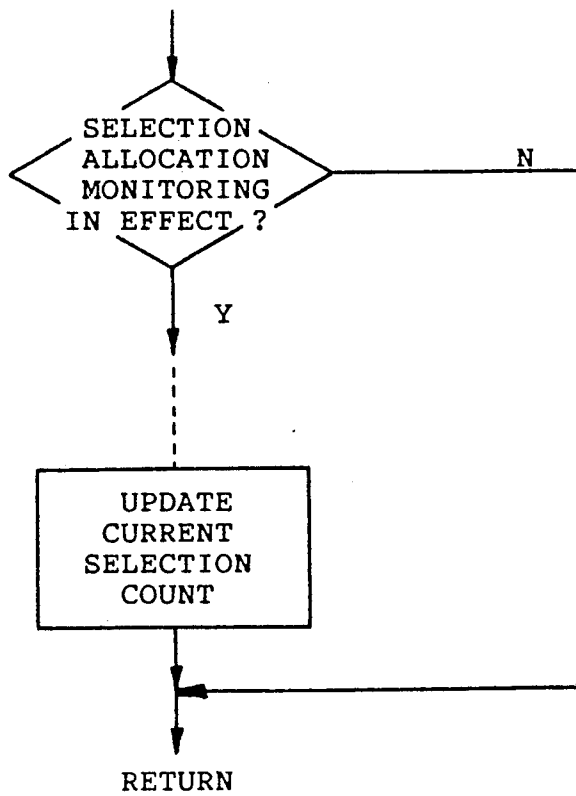 SELECTION
ALLOCATION
MONITORING
IN EFFECT ?
N
Y
UPDATE
CURRENT
SELECTION
COUNT
RETURN